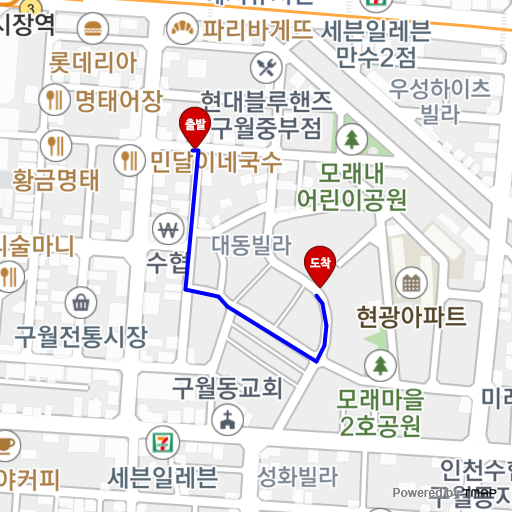 시장역
3
파리바게뜨
세븐일레븐
만수2점
롯데리아
명태어장
현대블루핸즈
구월중부점
우성하이츠
빌라
출발
민달이네국수
황금명태
모래내
어린이공원
리술마니
수협
대동빌라
도착
구월전통시장
현광아파트
구월동교회
모래마을
2호공원
미래
7
ELEVEN
세븐일레븐
성화빌라
야커피
인천수협
Powered by TMAP